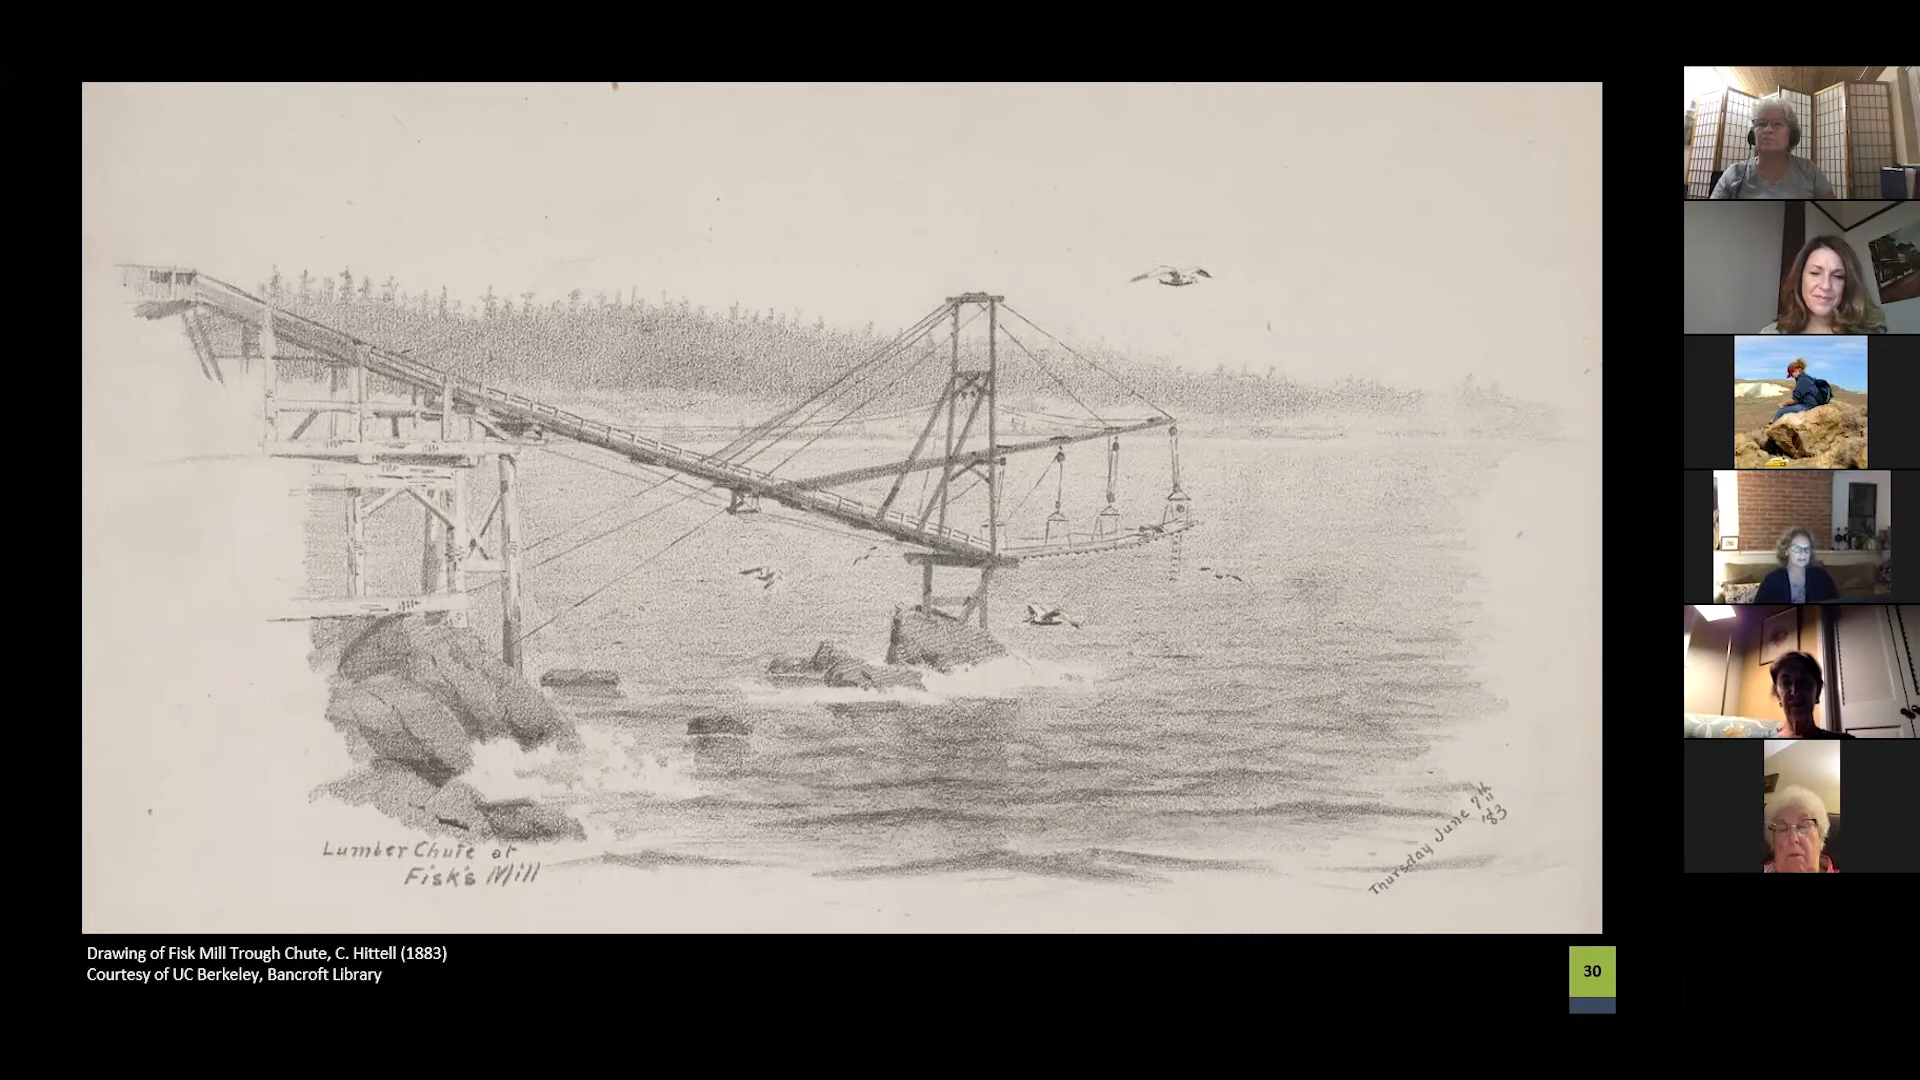 Lumber Chute at
Fisk's Mill
Thursday June 7th
'83
Drawing of Fisk Mill Trough Chute, C. Hittell (1883)
Courtesy of UC Berkeley, Bancroft Library
30